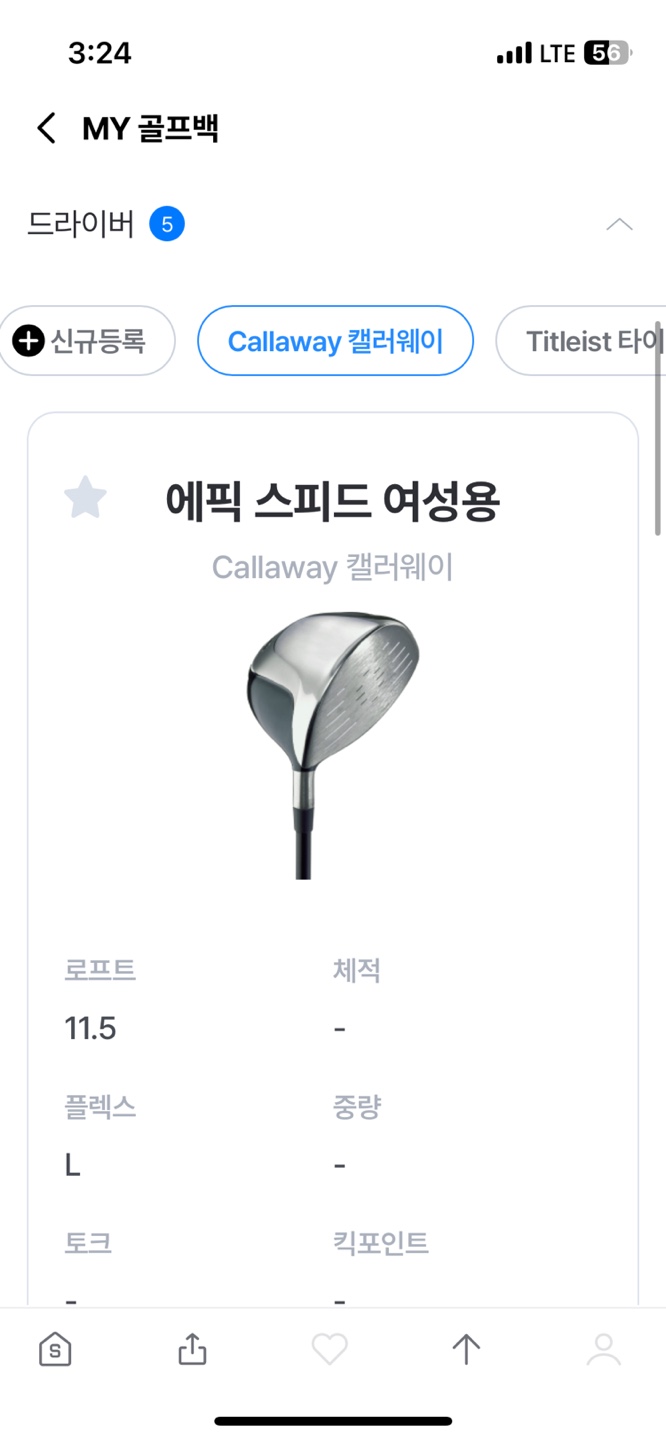 3:24 LTE 56
MY 골프백
드라이버 5
신규등록 Callaway 캘러웨이 Titleist 타이
에픽 스피드 여성용
Callaway 캘러웨이
로프트 체적
11.5 -
플렉스 중량
L -
토크 킥포인트
- -
S